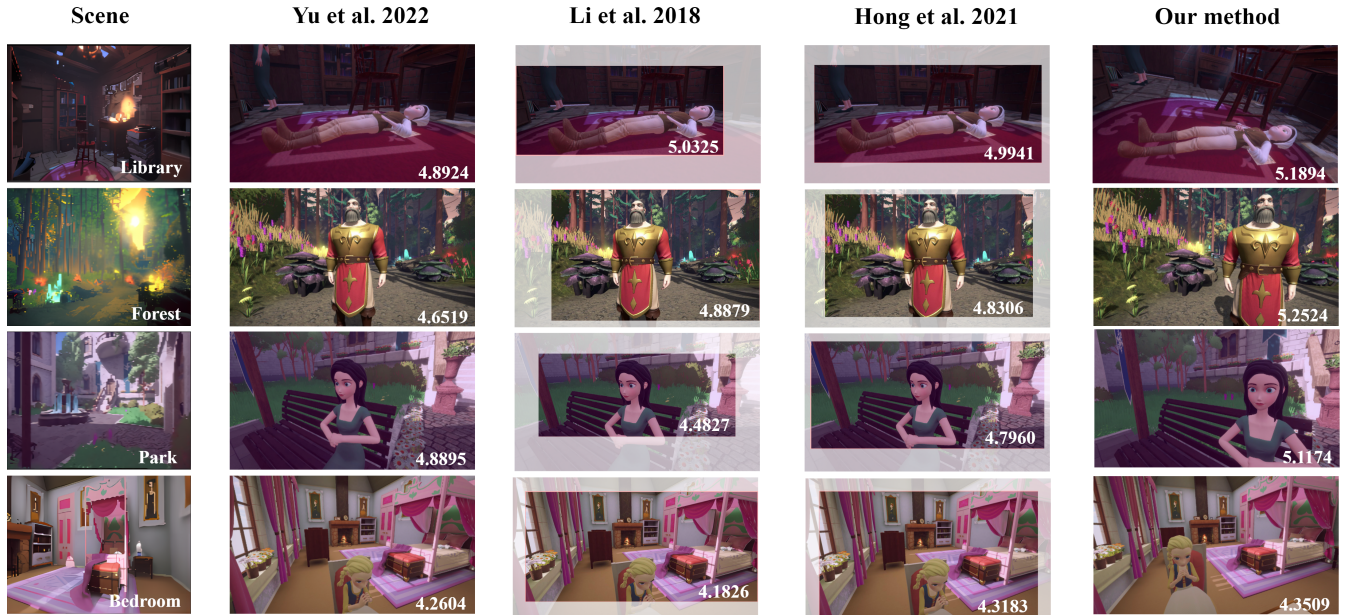 Scene Yu et al. 2022 Li et al. 2018 Hong et al. 2021 Our method
Library 4.8924 5.0325 4.9941 5.1894
Forest 4.6519 4.8879 4.8306 5.2524
Park 4.8895 4.4827 4.7960 5.1174
Bedroom 4.2604 4.1826 4.3183 4.3509